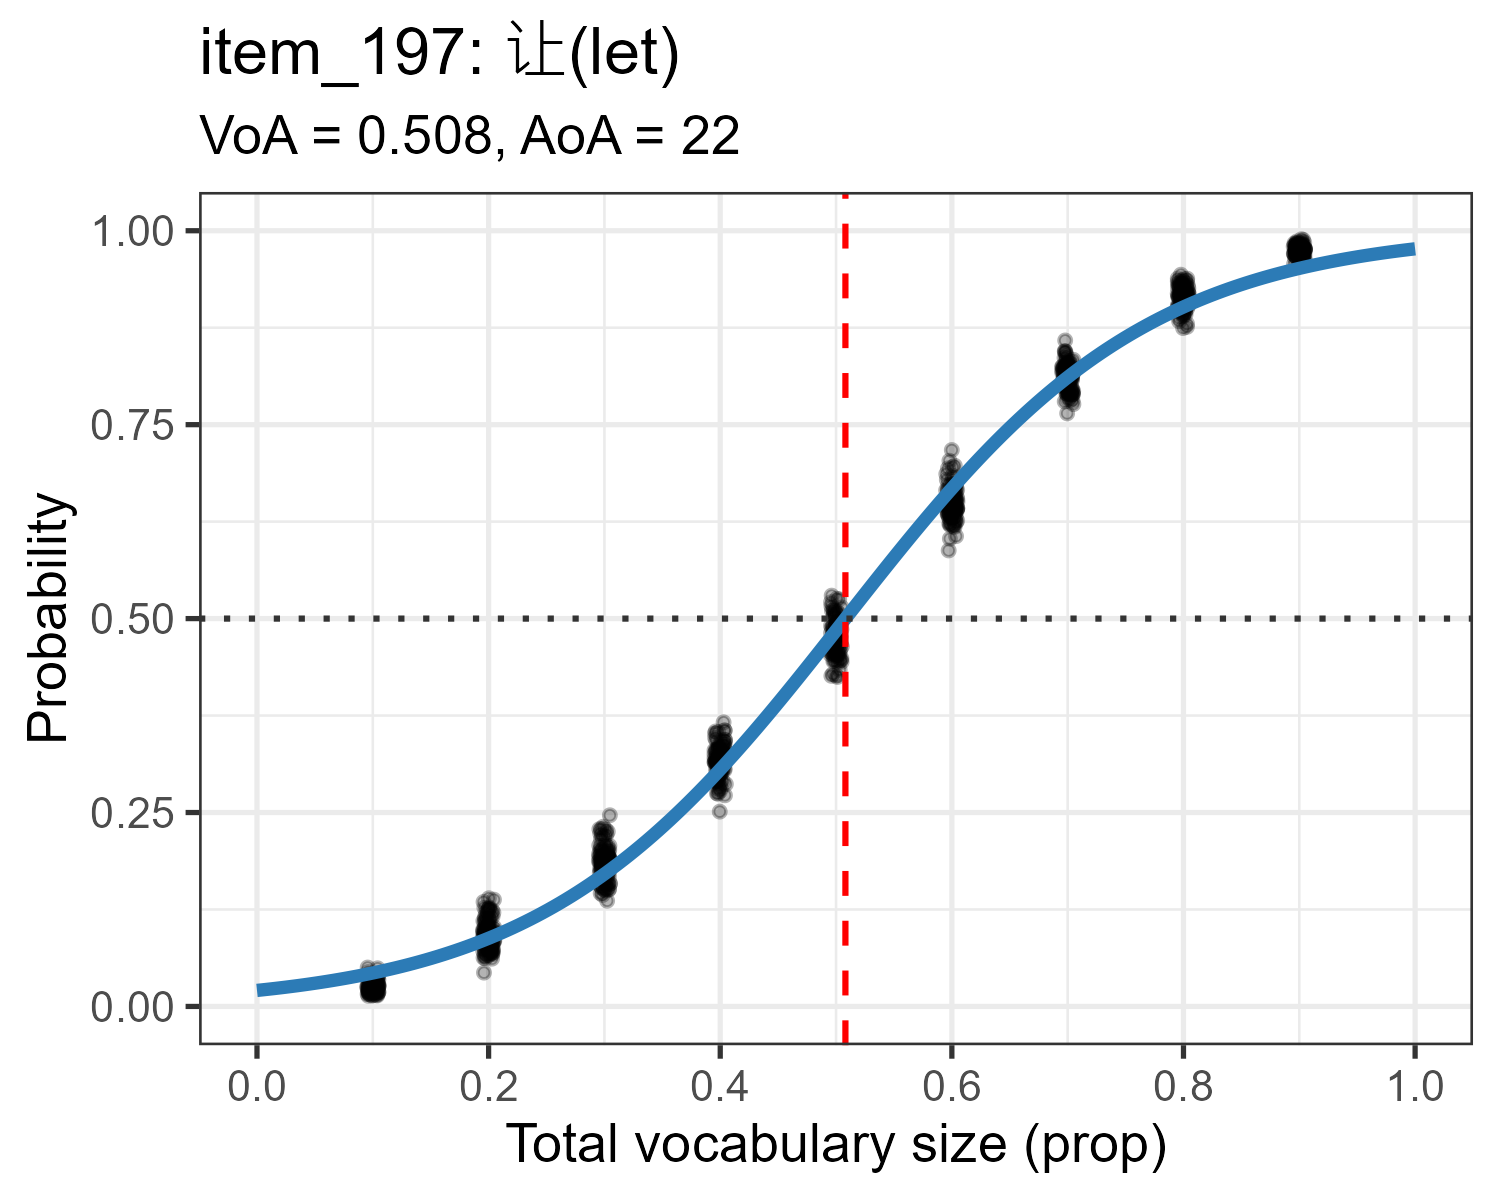 item_197: 让(let)
VoA = 0.508, AoA = 22
1.00
0.75
0.50
0.25
0.00
Probability
0.0 0.2 0.4 0.6 0.8 1.0
Total vocabulary size (prop)